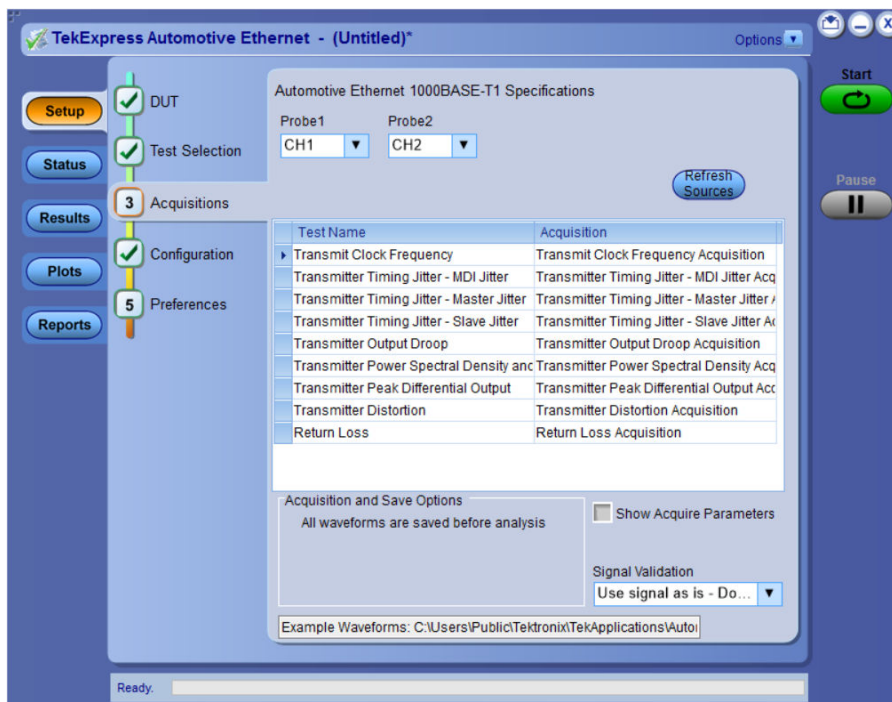 TekExpress Automotive Ethernet - (Untitled)*
Options
Start
Pause
Setup
Status
Results
Plots
Reports
DUT
Test Selection
3 Acquisitions
Configuration
5 Preferences
Automotive Ethernet 1000BASE-T1 Specifications
Probe1 Probe2
CH1 CH2
Refresh
Sources
Test Name Acquisition
Transmit Clock Frequency Transmit Clock Frequency Acquisition
Transmitter Timing Jitter - MDI Jitter Transmitter Timing Jitter - MDI Jitter Acq
Transmitter Timing Jitter - Master Jitter Transmitter Timing Jitter - Master Jitter
Transmitter Timing Jitter - Slave Jitter Transmitter Timing Jitter - Slave Jitter Ac
Transmitter Output Droop Transmitter Output Droop Acquisition
Transmitter Power Spectral Density and Transmitter Power Spectral Density Acq
Transmitter Peak Differential Output Transmitter Peak Differential Output Acc
Transmitter Distortion Transmitter Distortion Acquisition
Return Loss Return Loss Acquisition
Acquisition and Save Options
All waveforms are saved before analysis
Show Acquire Parameters
Signal Validation
Use signal as is - Do...
Example Waveforms: C:\Users\Public\Tektronix\TekApplications\Autor
Ready.